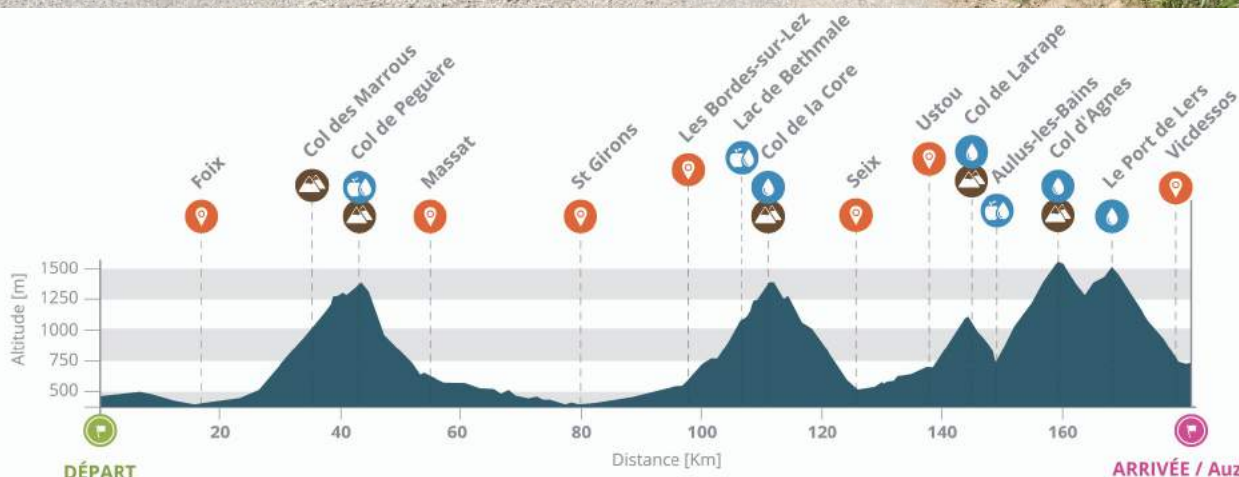 Foix
Col des Marrous
Col de Peguère
Massat
St Girons
Les Bordes-sur-Lez
Lac de Bethmale
Col de la Core
Seix
Ustou
Col de Latrape
Aulus-les-Bains
Col d'Agnes
Le Port de Lers
Vicdessos
Altitude [m]
1500
1250
1000
750
500
20 40 60 80 100 120 140 160
Distance [Km]
DÉPART
ARRIVÉE / Auz